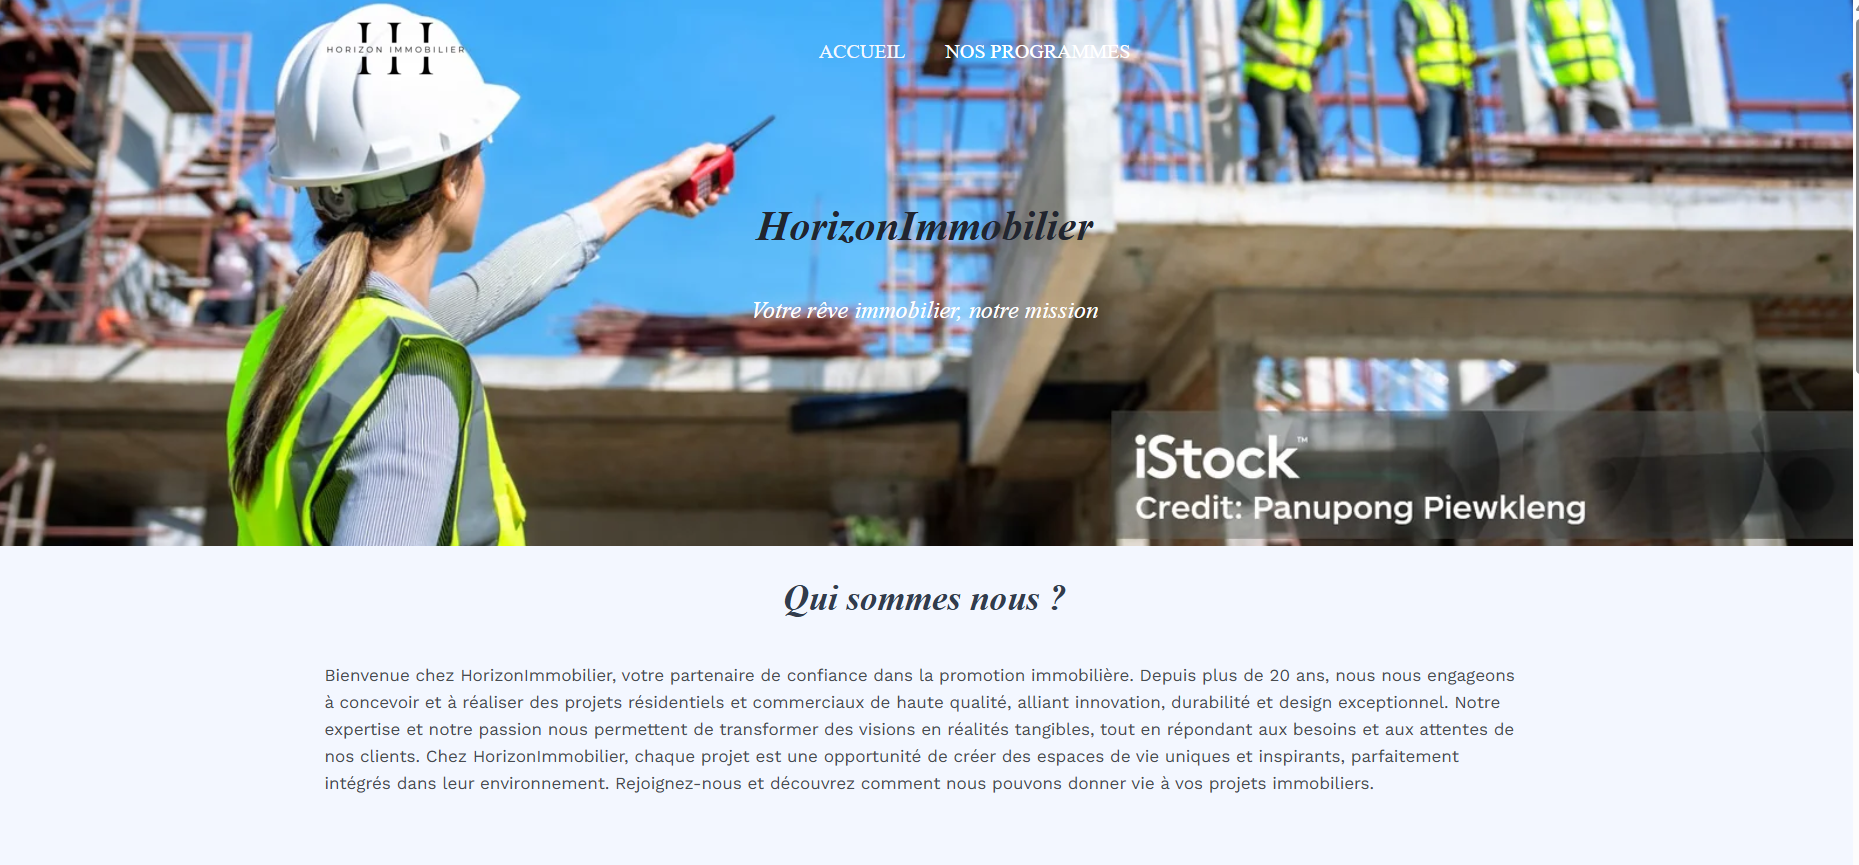 HORIZON IMMOBILIER
ACCUEIL
NOS PROGRAMMES
HorizonImmobilier
Votre rêve immobilier, notre mission
iStock™
Credit: Panupong Piewkleng
Qui sommes nous ?
Bienvenue chez HorizonImmobilier, votre partenaire de confiance dans la promotion immobilière. Depuis plus de 20 ans, nous nous engageons
à concevoir et à réaliser des projets résidentiels et commerciaux de haute qualité, alliant innovation, durabilité et design exceptionnel. Notre
expertise et notre passion nous permettent de transformer des visions en réalités tangibles, tout en répondant aux besoins et aux attentes de
nos clients. Chez HorizonImmobilier, chaque projet est une opportunité de créer des espaces de vie uniques et inspirants, parfaitement
intégrés dans leur environnement. Rejoignez-nous et découvrez comment nous pouvons donner vie à vos projets immobiliers.